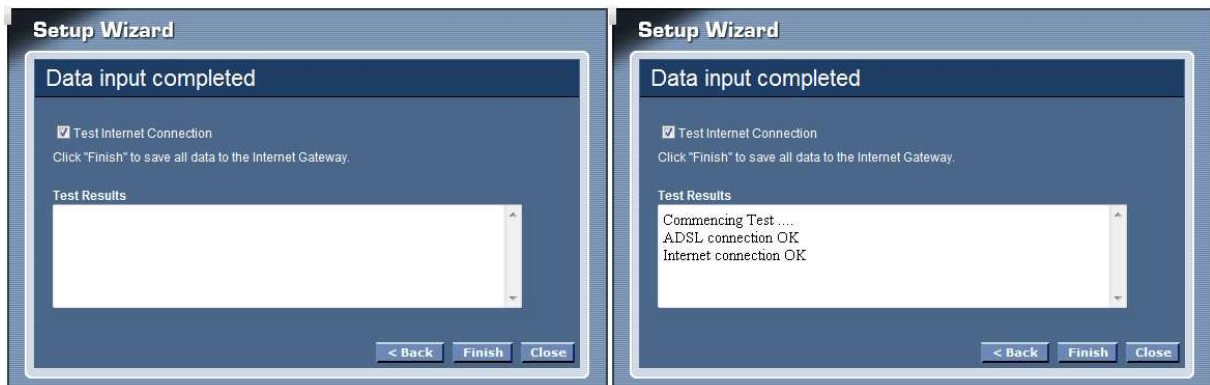 Setup Wizard
Data input completed
Test Internet Connection
Click "Finish" to save all data to the Internet Gateway.
Test Results
< Back Finish Close
Setup Wizard
Data input completed
Test Internet Connection
Click "Finish" to save all data to the Internet Gateway.
Test Results
Commencing Test ....
ADSL connection OK
Internet connection OK
< Back Finish Close